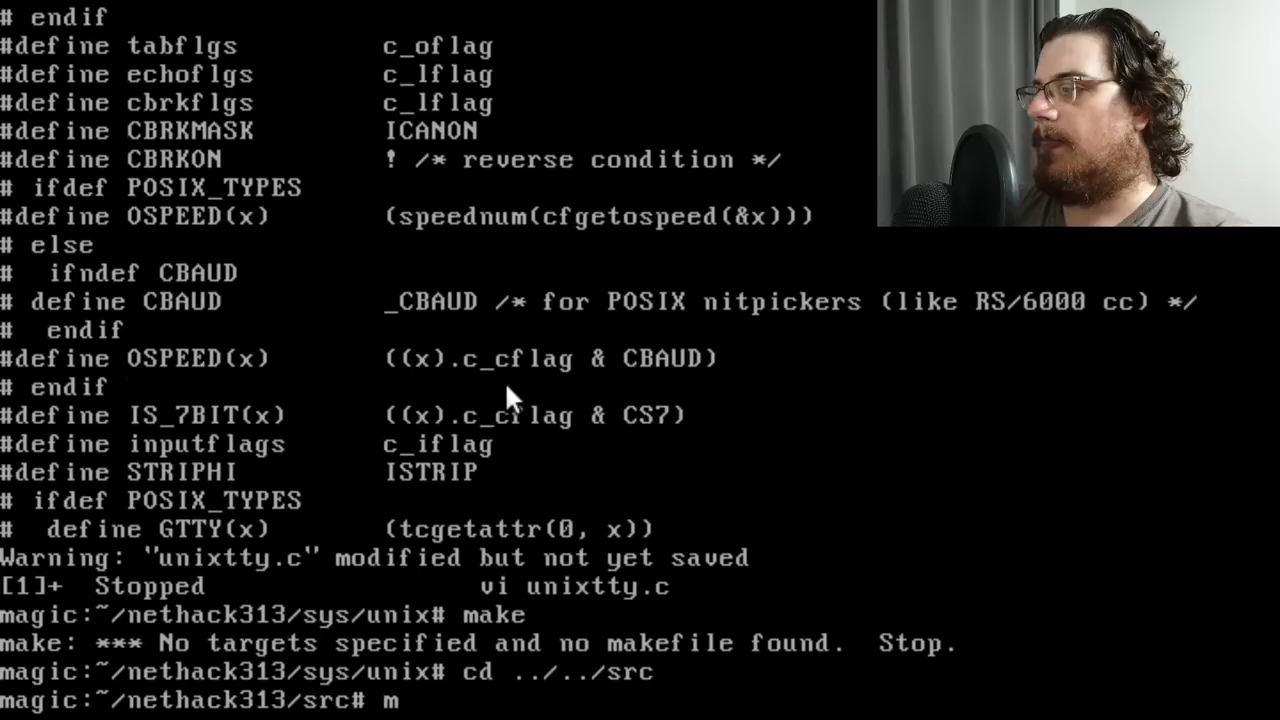 # endif
#define tabflgs c_oflag
#define echoflgs c_lflag
#define cbrkflgs c_lflag
#define CBRKMASK ICANON
#define CBRKON ! /* reverse condition */
# ifdef POSIX_TYPES
#define OSPEED(x) (speednum(cfgetospeed(&x)))
# else
#  ifndef CBAUD
# define CBAUD _CBAUD /* for POSIX nitpickers (like RS/6000 cc) */
#  endif
#define OSPEED(x) ((x).c_cflag & CBAUD)
# endif
#define IS_7BIT(x) ((x).c_cflag & CS7)
#define inputflags c_iflag
#define STRIPHI ISTRIP
# ifdef POSIX_TYPES
#  define GTTY(x) (tcgetattr(0, x))
Warning: "unixtty.c" modified but not yet saved
[1]+  Stopped vi unixtty.c
magic:~/nethack313/sys/unix# make
make: *** No targets specified and no makefile found.  Stop.
magic:~/nethack313/sys/unix# cd ../../src
magic:~/nethack313/src# m